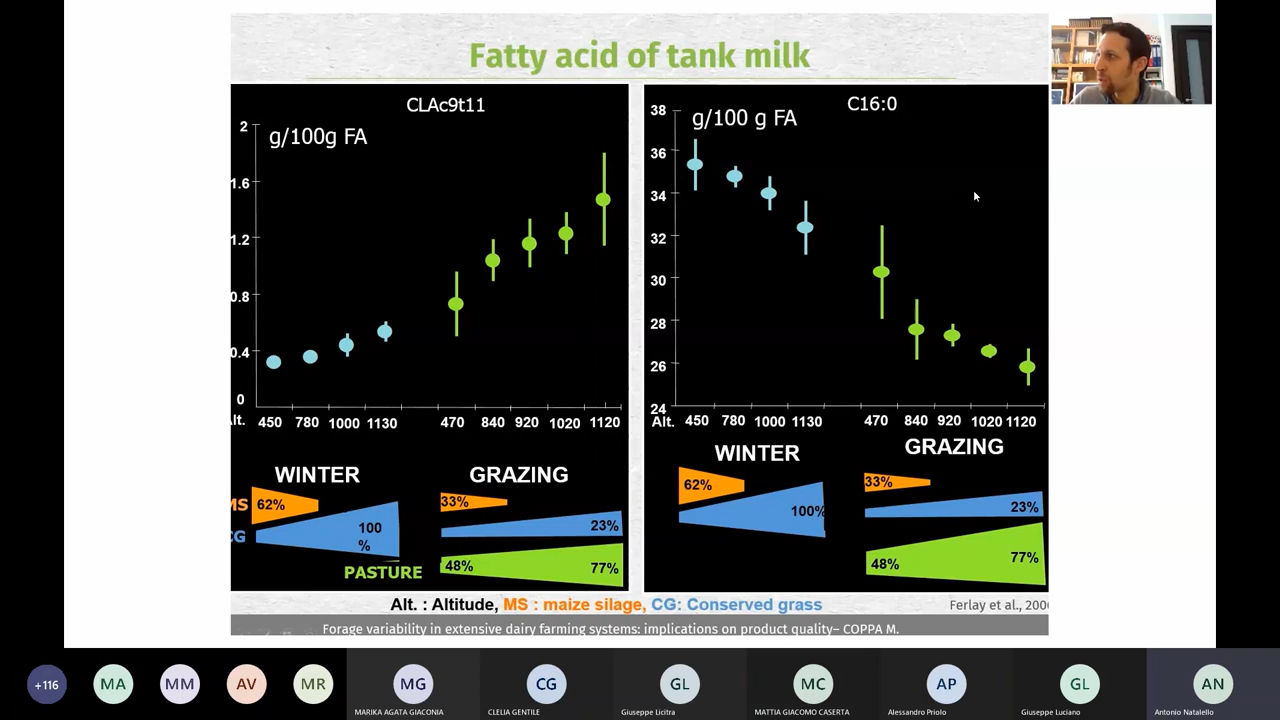 Fatty acid of tank milk
CLAc9t11
g/100g FA
2
1.6
1.2
0.8
0.4
0
Alt. 450 780 1000 1130 470 840 920 1020 1120
WINTER GRAZING
MS 62% 33%
CG 100 % 23%
PASTURE 48% 77%
C16:0
g/100 g FA
38
36
34
32
30
28
26
24
Alt. 450 780 1000 1130 470 840 920 1020 1120
WINTER GRAZING
62% 33%
100% 23%
48% 77%
Alt. : Altitude, MS : maize silage, CG: Conserved grass
Ferlay et al., 2006
Forage variability in extensive dairy farming systems: implications on product quality– COPPA M.
+116 MA MM AV MR MG CG GL MC AP GL AN
MARIKA AGATA GIACONIA CLELIA GENTILE Giuseppe Licitra MATTIA GIACOMO CASERTA Alessandro Priolo Giuseppe Luciano Antonio Natalello